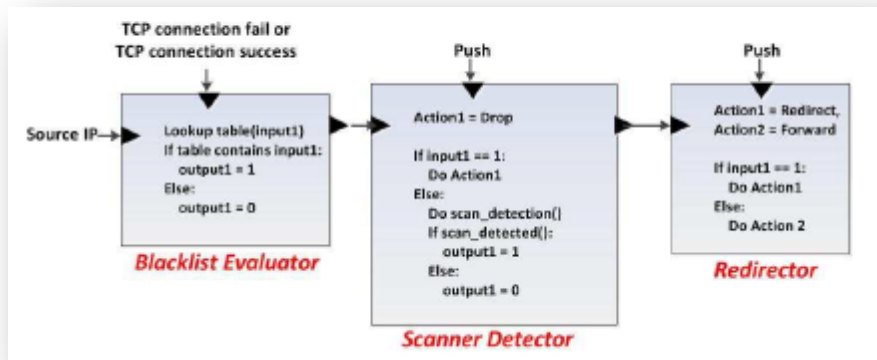 TCP connection fail or
TCP connection success
Source IP
Lookup table(input1)
If table contains input1:
output1 = 1
Else:
output1 = 0
Blacklist Evaluator
Push
Action1 = Drop
If input1 == 1:
Do Action1
Else:
Do scan_detection()
If scan_detected():
output1 = 1
Else:
output1 = 0
Scanner Detector
Push
Action1 = Redirect,
Action2 = Forward
If input1 == 1:
Do Action1
Else:
Do Action 2
Redirector